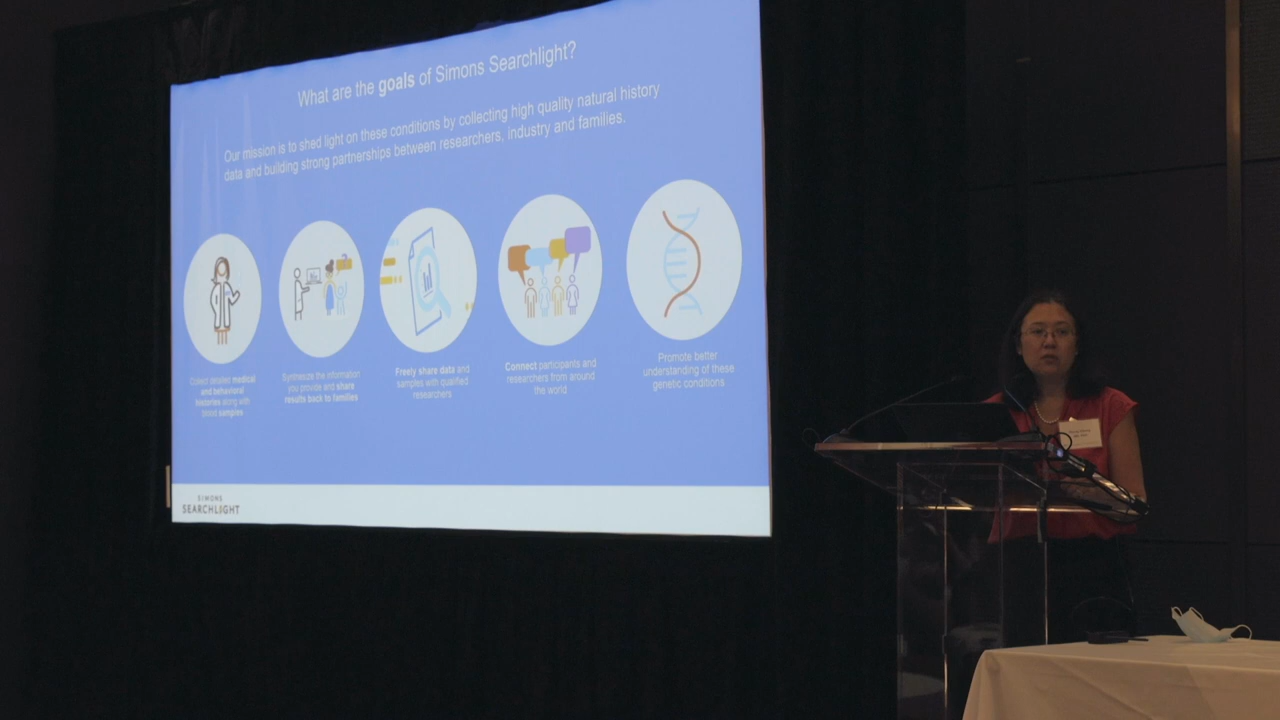 What are the goals of Simons Searchlight?
Our mission is to shed light on these conditions by collecting high quality natural history
data and building strong partnerships between researchers, industry and families.
Collect detailed medical
and behavioral
histories along with
blood samples
Synthesize the information
you provide and share
results back to families
Freely share data and
samples with qualified
researchers
Connect participants and
researchers from around
the world
Promote better
understanding of these
genetic conditions
SIMONS
SEARCHLIGHT